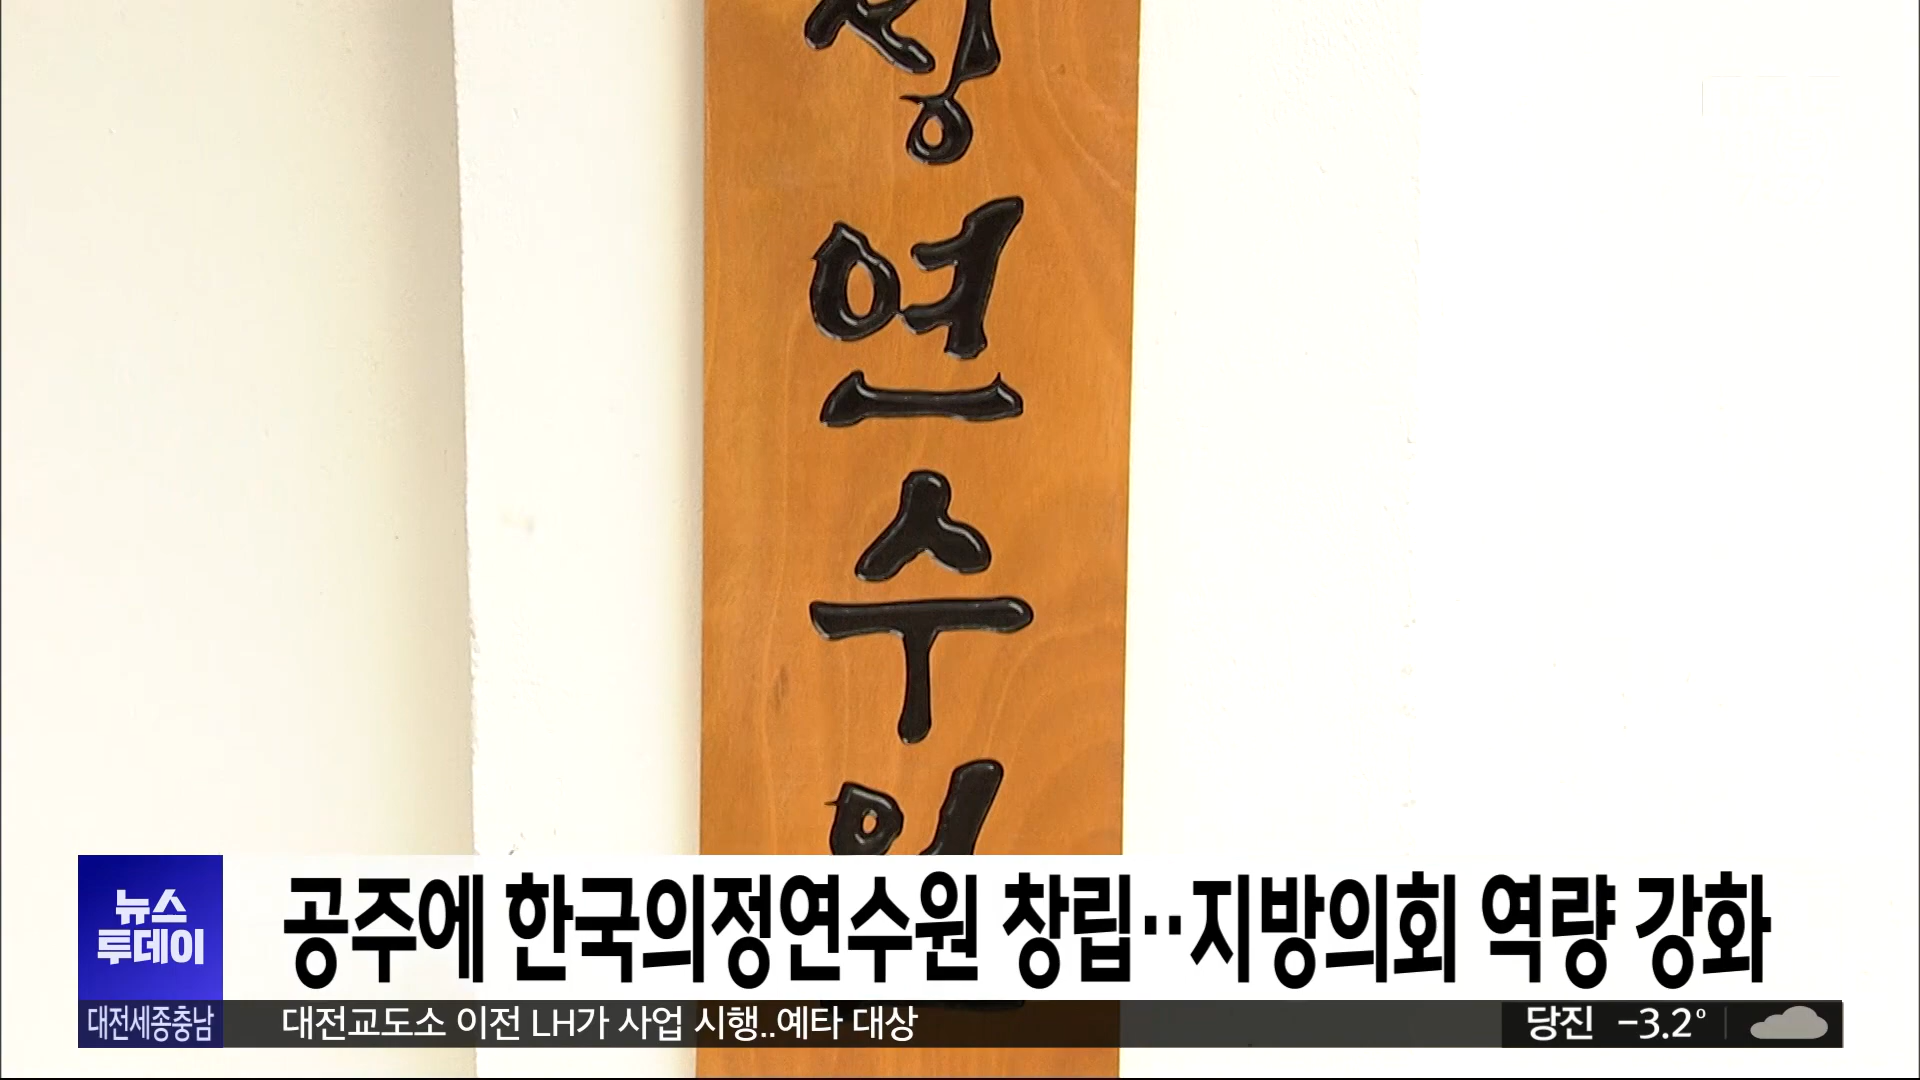 정
연
수
원
뉴스
투데이
공주에 한국의정연수원 창립··지방의회 역량 강화
대전세종충남
대전교도소 이전 LH가 사업 시행..예타 대상
당진 -3.2°